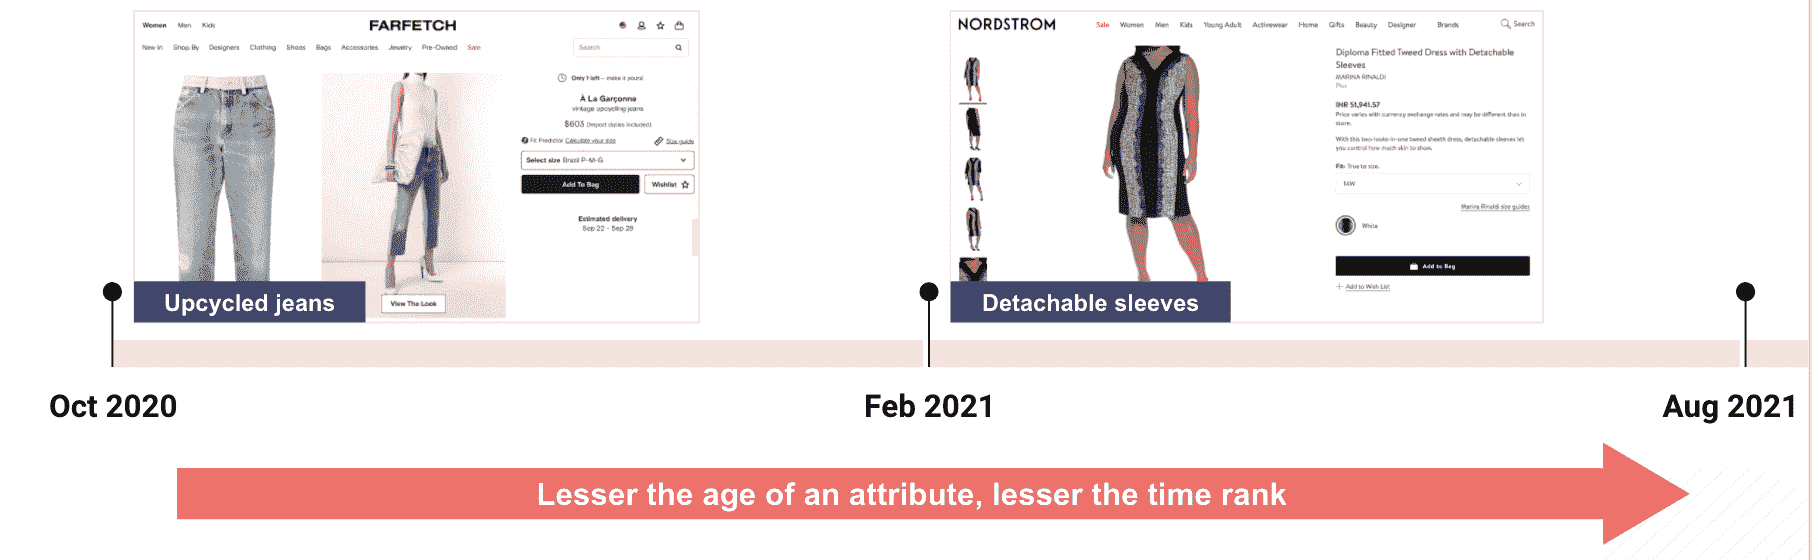 Women Men Kids
FARFETCH
New In Shop By Designers Clothing Shoes Bags Accessories Jewelry Pre-Owned Sale
Search
Only 1 left – make it yours!
À La Garçonne
vintage upcycling jeans
$603 (Import duties included)
Fit Predictor Calculate your size
Size guide
Select size Brazil P-M-G
Add To Bag
Wishlist
Estimated delivery
Sep 22 – Sep 28
View The Look
Upcycled jeans
NORDSTROM
Sale Women Men Kids Young Adult Activewear Home Gifts Beauty Designer Brands
Search
Diploma Fitted Tweed Dress with Detachable
Sleeves
MARINA RINALDI
Plus
INR 51,941.57
Price varies with currency exchange rates and may be different than in
store.
With this two-looks-in-one tweed sheath dress, detachable sleeves let
you control how much skin to show.
Fit: True to size.
14W
Marina Rinaldi size guides
White
Add to Bag
Add to Wish List
Detachable sleeves
Oct 2020
Feb 2021
Aug 2021
Lesser the age of an attribute, lesser the time rank